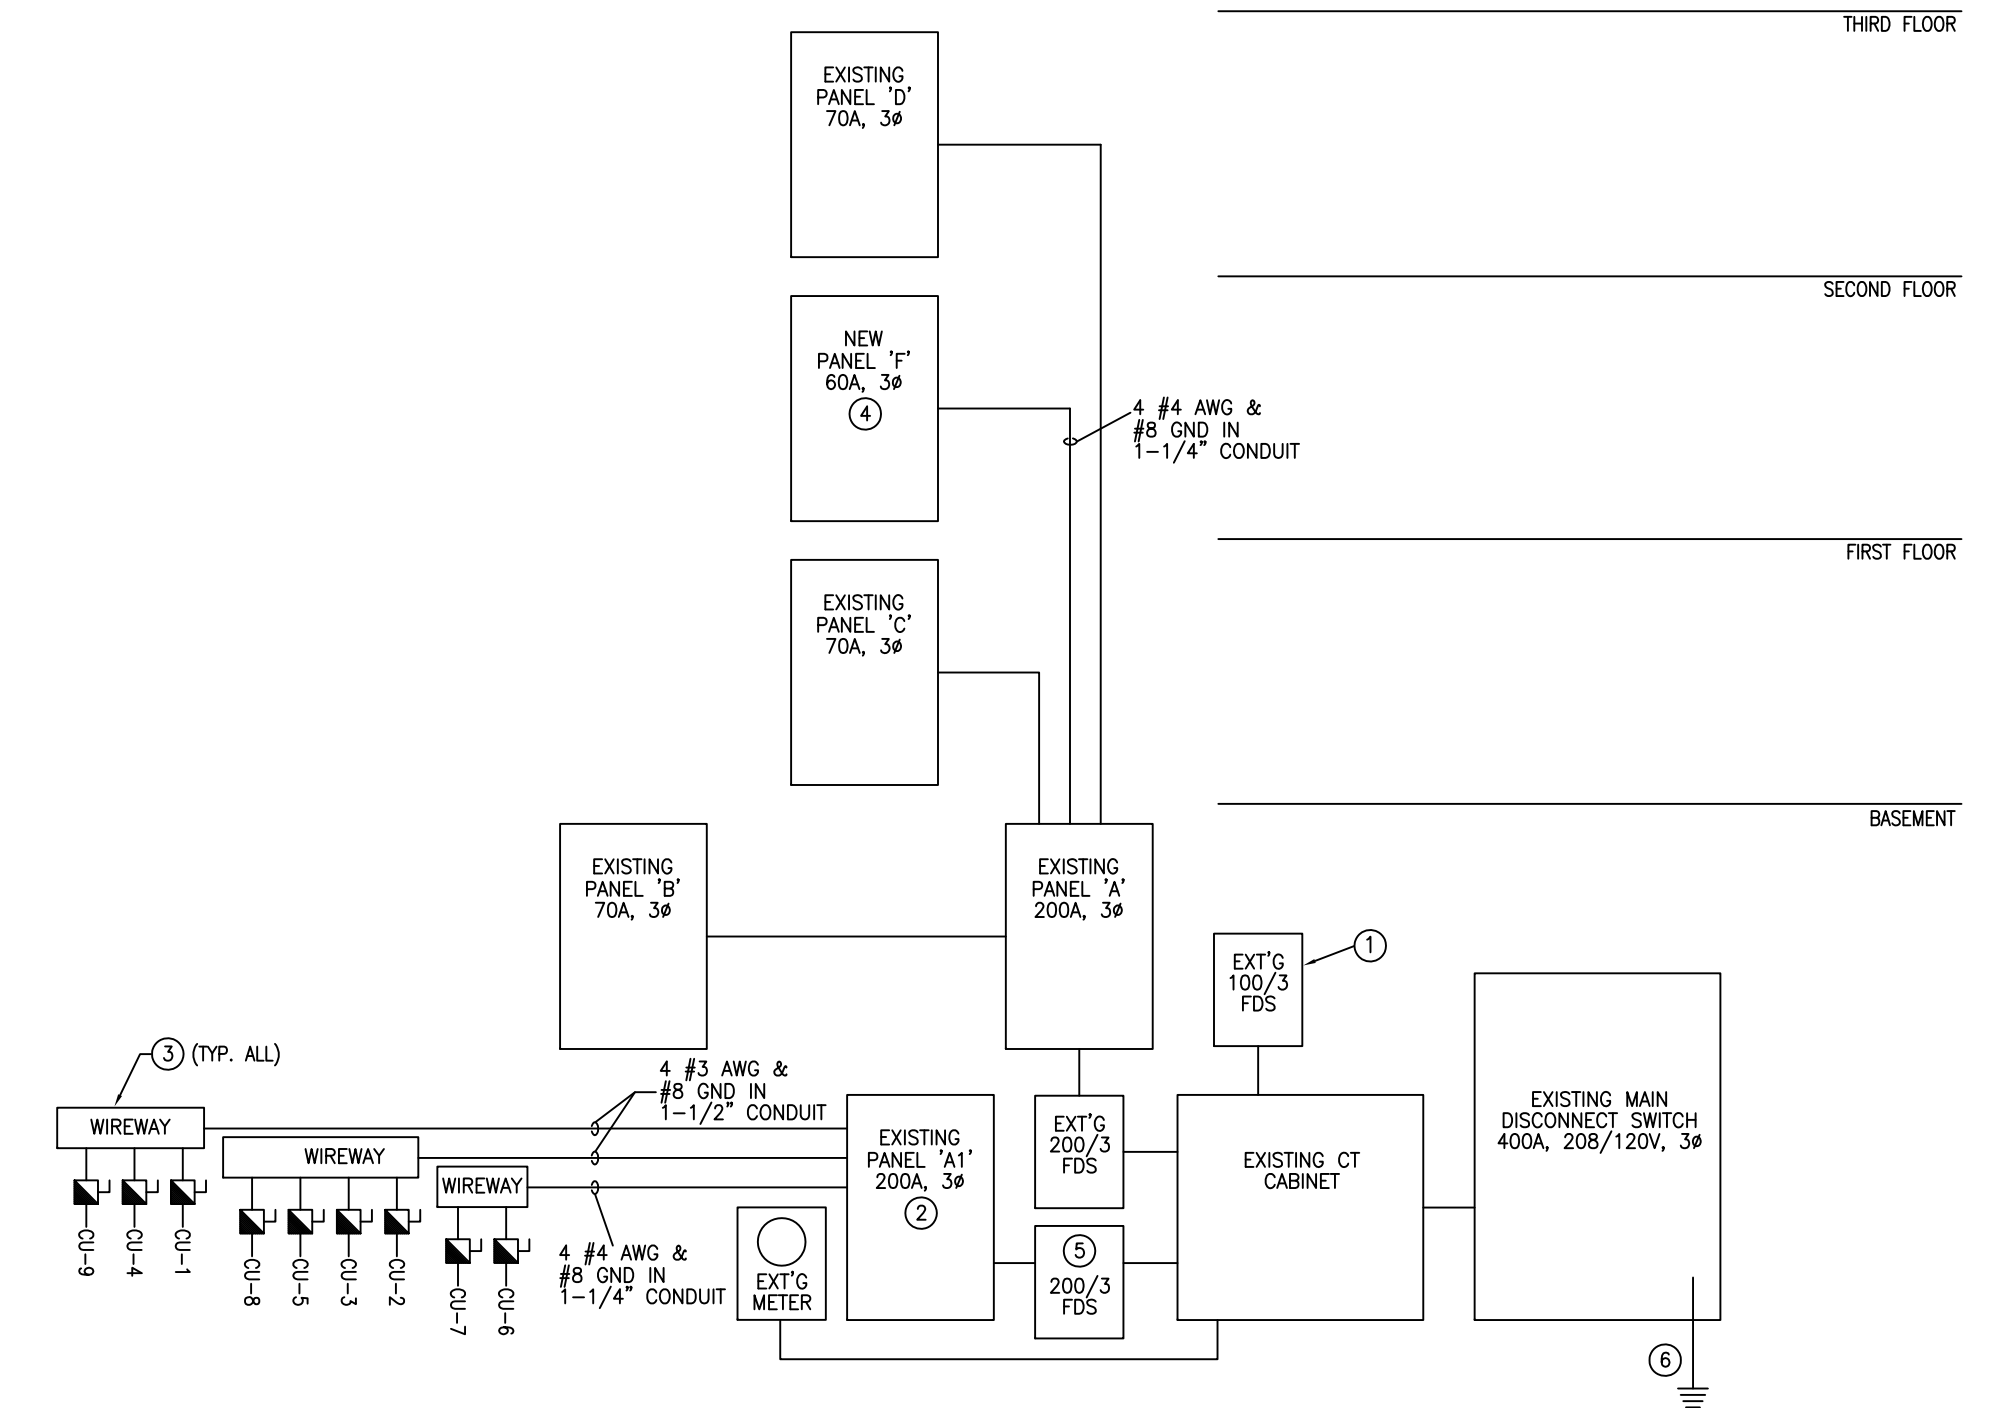 THIRD FLOOR
EXISTING
PANEL 'D'
70A, 3ø
SECOND FLOOR
NEW
PANEL 'F'
60A, 3ø
4
4 #4 AWG &
#8 GND IN
1-1/4" CONDUIT
FIRST FLOOR
EXISTING
PANEL 'C'
70A, 3ø
BASEMENT
EXISTING
PANEL 'B'
70A, 3ø
EXISTING
PANEL 'A'
200A, 3ø
EXT'G
100/3
FDS
1
3 (TYP. ALL)
4 #3 AWG &
#8 GND IN
1-1/2" CONDUIT
WIREWAY
WIREWAY
WIREWAY
CU-9
CU-4
CU-1
CU-8
CU-5
CU-3
CU-2
CU-7
CU-6
4 #4 AWG &
#8 GND IN
1-1/4" CONDUIT
EXT'G
METER
EXISTING
PANEL 'A1'
200A, 3ø
2
EXT'G
200/3
FDS
5
200/3
FDS
EXISTING CT
CABINET
EXISTING MAIN
DISCONNECT SWITCH
400A, 208/120V, 3ø
6